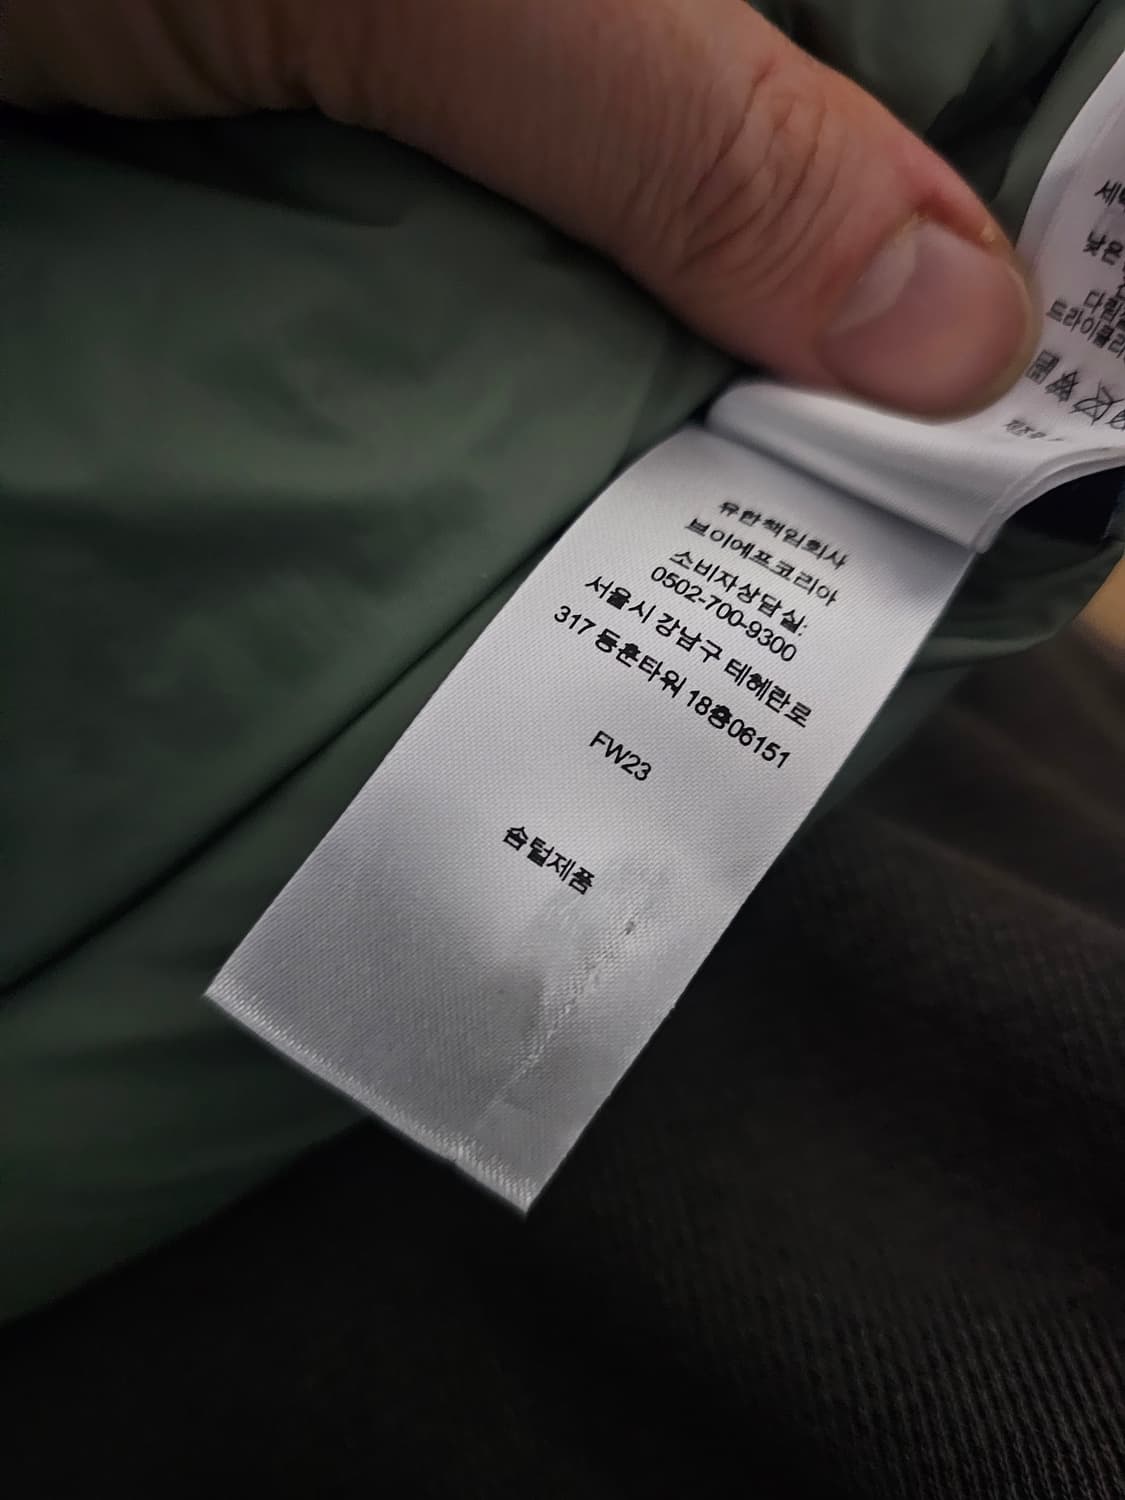 유한책임회사
브이에프코리아
소비자상담실:
0502-700-9300
서울시 강남구 테헤란로
317 동훈타워 18층06151
FW23
솜털제품
낮은